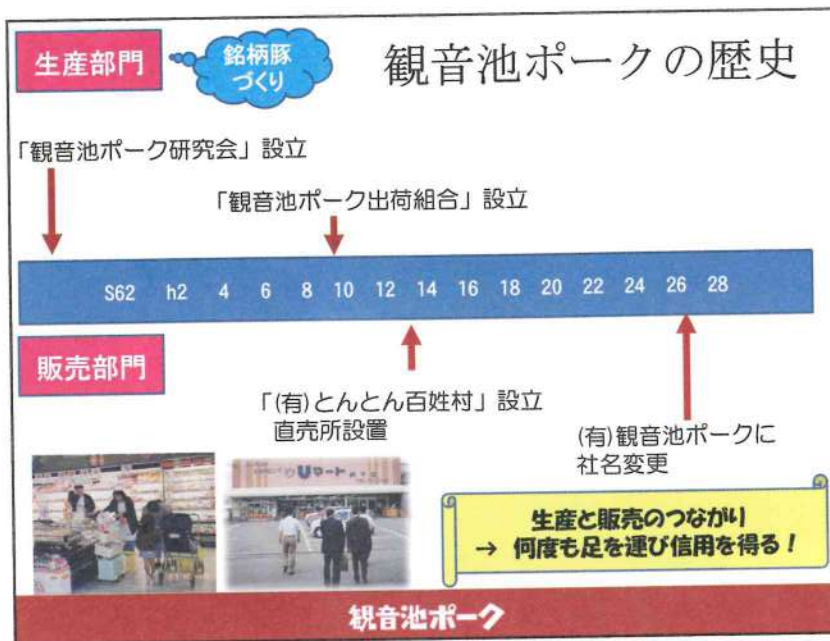 生産部門
銘柄豚
づくり
観音池ポークの歴史
「観音池ポーク研究会」設立
「観音池ポーク出荷組合」設立
S62 h2 4 6 8 10 12 14 16 18 20 22 24 26 28
販売部門
「(有)とんとん百姓村」設立
直売所設置
(有)観音池ポークに
社名変更
生産と販売のつながり
→ 何度も足を運び信用を得る!
観音池ポーク